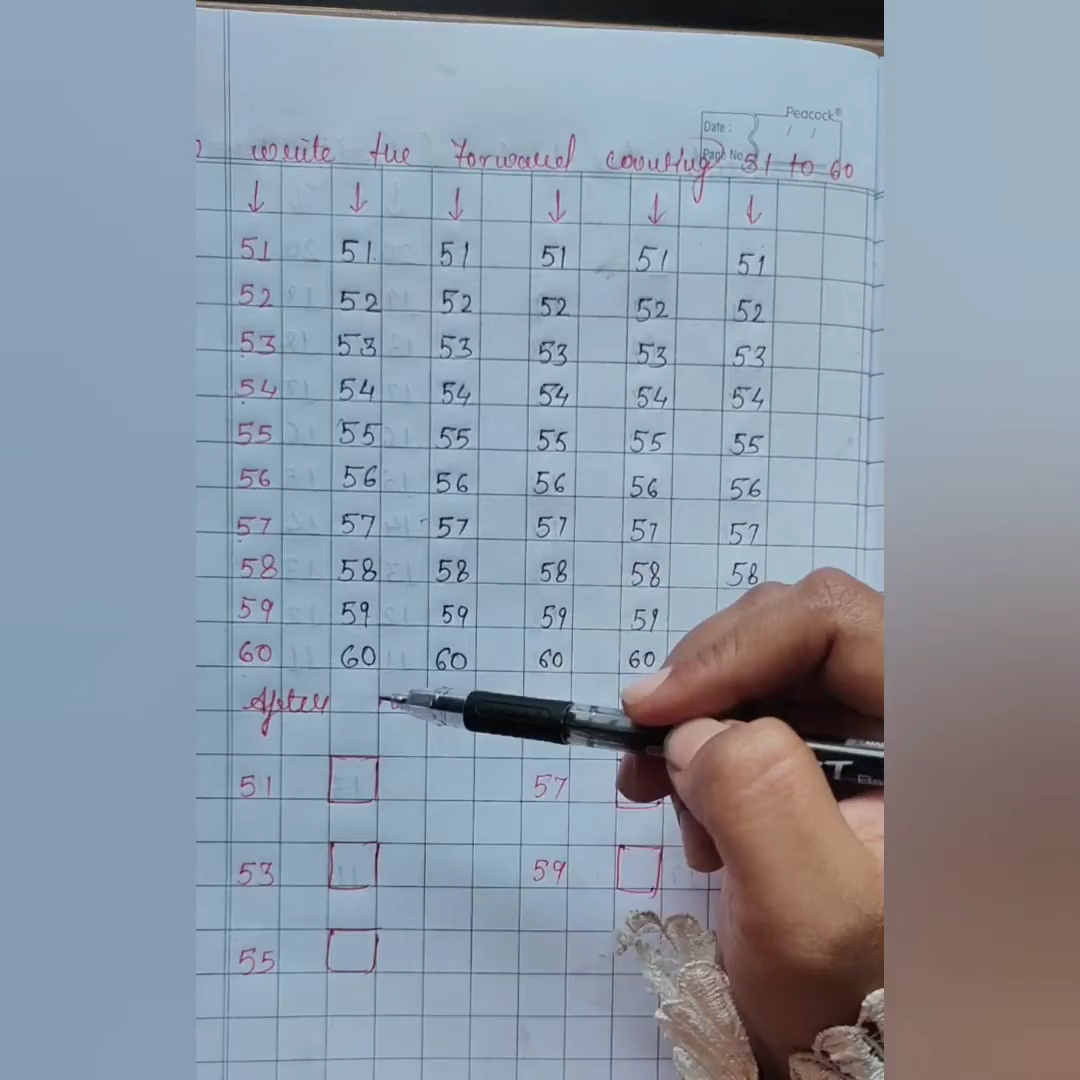 Peacock®
Date : / /
Page No
write the Forward counting 51 to 60
↓ ↓ ↓ ↓ ↓ ↓
51 51 51 51 51 51
52 52 52 52 52 52
53 53 53 53 53 53
54 54 54 54 54 54
55 55 55 55 55 55
56 56 56 56 56 56
57 57 57 57 57 57
58 58 58 58 58 58
59 59 59 59 59
60 60 60 60 60
After
51 57
53 59
55